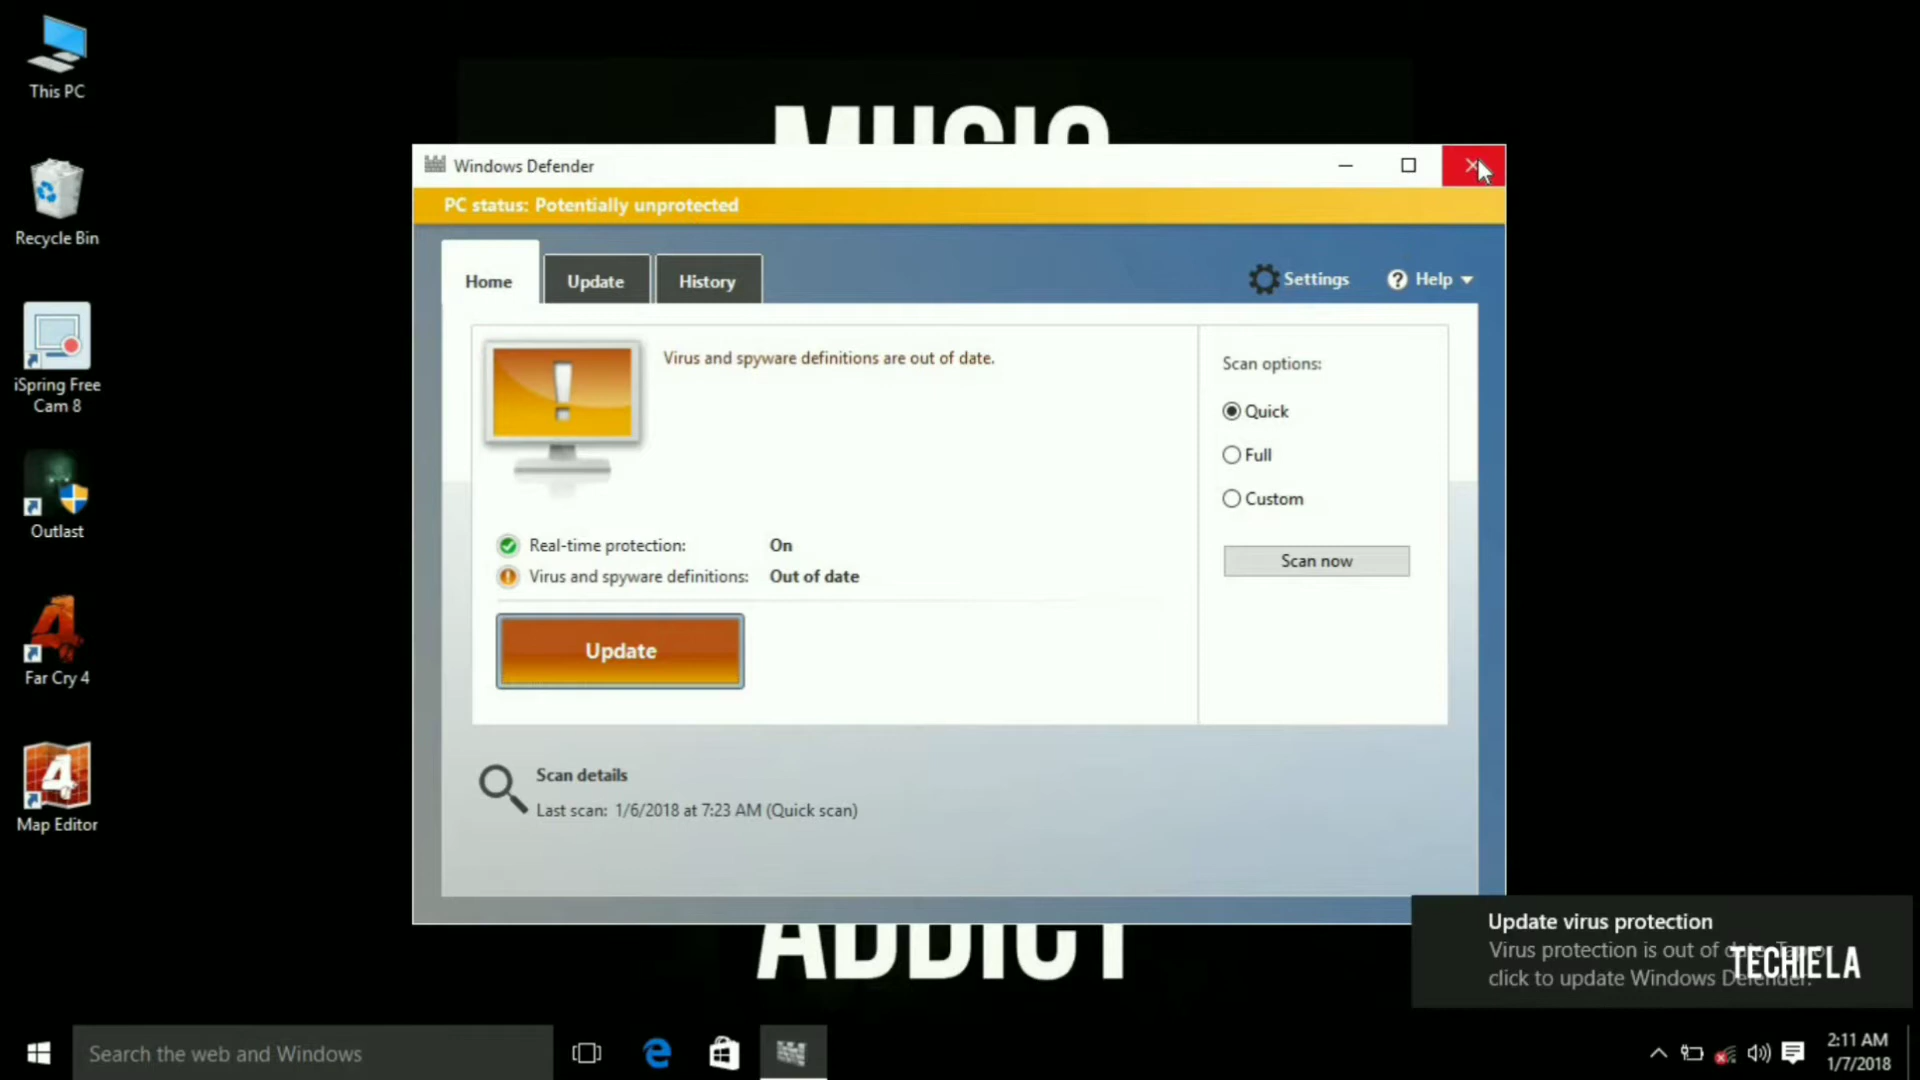 This PC
Recycle Bin
iSpring Free
Cam 8
Outlast
Far Cry 4
Map Editor
MUSIC
Windows Defender
PC status: Potentially unprotected
Home
Update
History
Settings
Help
Virus and spyware definitions are out of date.
Real-time protection: On
Virus and spyware definitions: Out of date
Update
Scan options:
Quick
Full
Custom
Scan now
Scan details
Last scan: 1/6/2018 at 7:23 AM (Quick scan)
ADDICT
Update virus protection
Virus protection is out of date. Tap or
click to update Windows Defender.
TECHIELA
Search the web and Windows
2:11 AM
1/7/2018